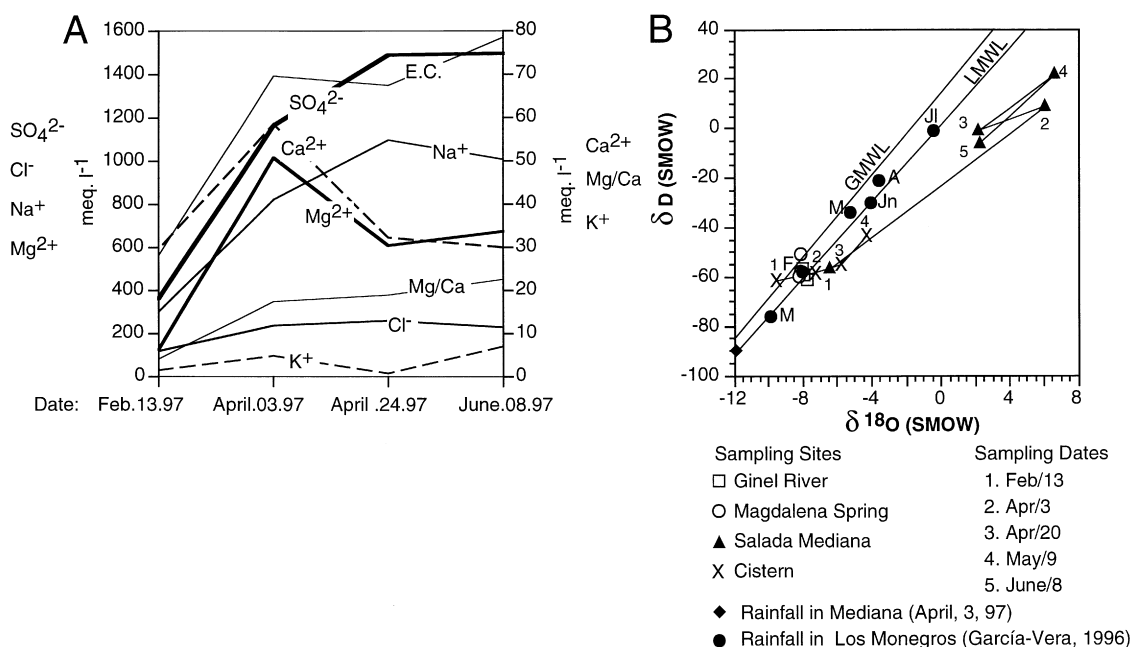 A
1600
1400
1200
1000
800
600
400
200
0
80
70
60
50
40
30
20
10
0
SO4²⁻
Cl⁻
Na⁺
Mg²⁺
meq. l⁻¹
meq. l⁻¹
Ca²⁺
Mg/Ca
K⁺
E.C.
SO4²⁻
Ca²⁺
Na⁺
Mg²⁺
Mg/Ca
Cl⁻
K⁺
Date: Feb.13.97 April.03.97 April .24.97 June.08.97
B
40
20
0
-20
-40
-60
-80
-100
δ D (SMOW)
GMWL
LMWL
4
2
3
5
Jl
A
Jn
M
4
3
2
1 F
1
M
-12 -8 -4 0 4 8
δ ¹⁸O (SMOW)
Sampling Sites
Ginel River
Magdalena Spring
Salada Mediana
X Cistern
Rainfall in Mediana (April, 3, 97)
Rainfall in Los Monegros (García-Vera, 1996)
Sampling Dates
1. Feb/13
2. Apr/3
3. Apr/20
4. May/9
5. June/8